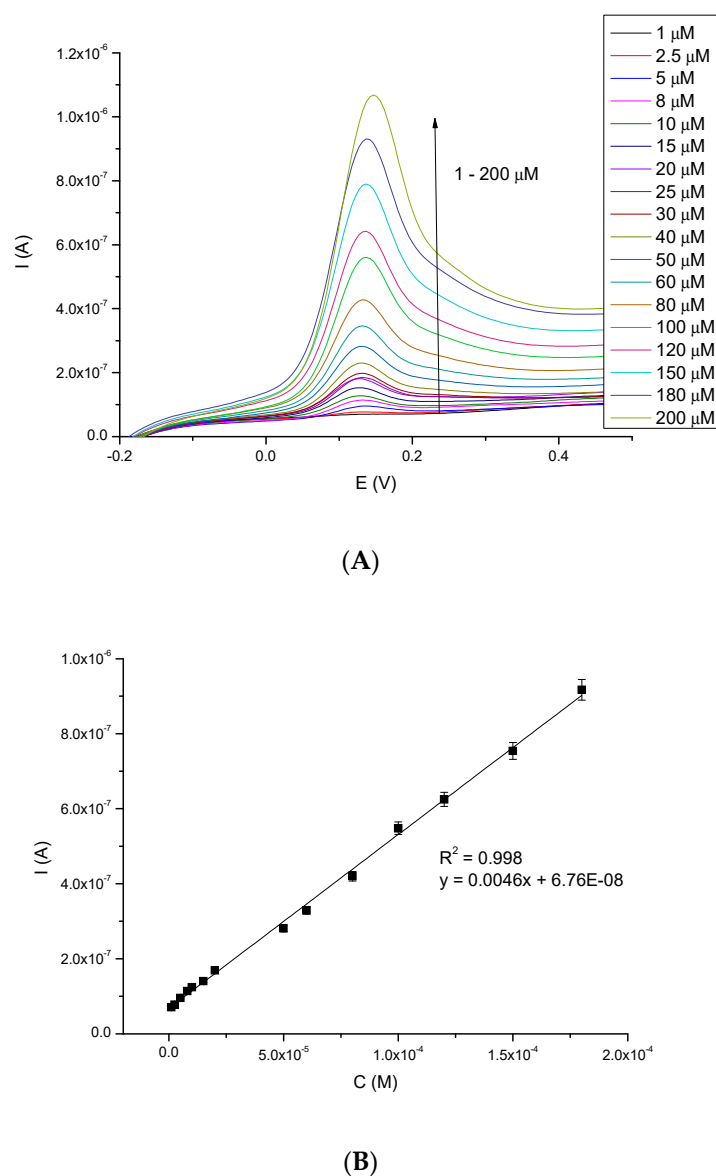 1.2x10⁻⁶
1.0x10⁻⁶
8.0x10⁻⁷
6.0x10⁻⁷
4.0x10⁻⁷
2.0x10⁻⁷
0.0
I (A)
-0.2
0.0
0.2
0.4
E (V)
1 - 200 μM
1 μM
2.5 μM
5 μM
8 μM
10 μM
15 μM
20 μM
25 μM
30 μM
40 μM
50 μM
60 μM
80 μM
100 μM
120 μM
150 μM
180 μM
200 μM
(A)
1.0x10⁻⁶
8.0x10⁻⁷
6.0x10⁻⁷
4.0x10⁻⁷
2.0x10⁻⁷
0.0
I (A)
R² = 0.998
y = 0.0046x + 6.76E-08
0.0
5.0x10⁻⁵
1.0x10⁻⁴
1.5x10⁻⁴
2.0x10⁻⁴
C (M)
(B)